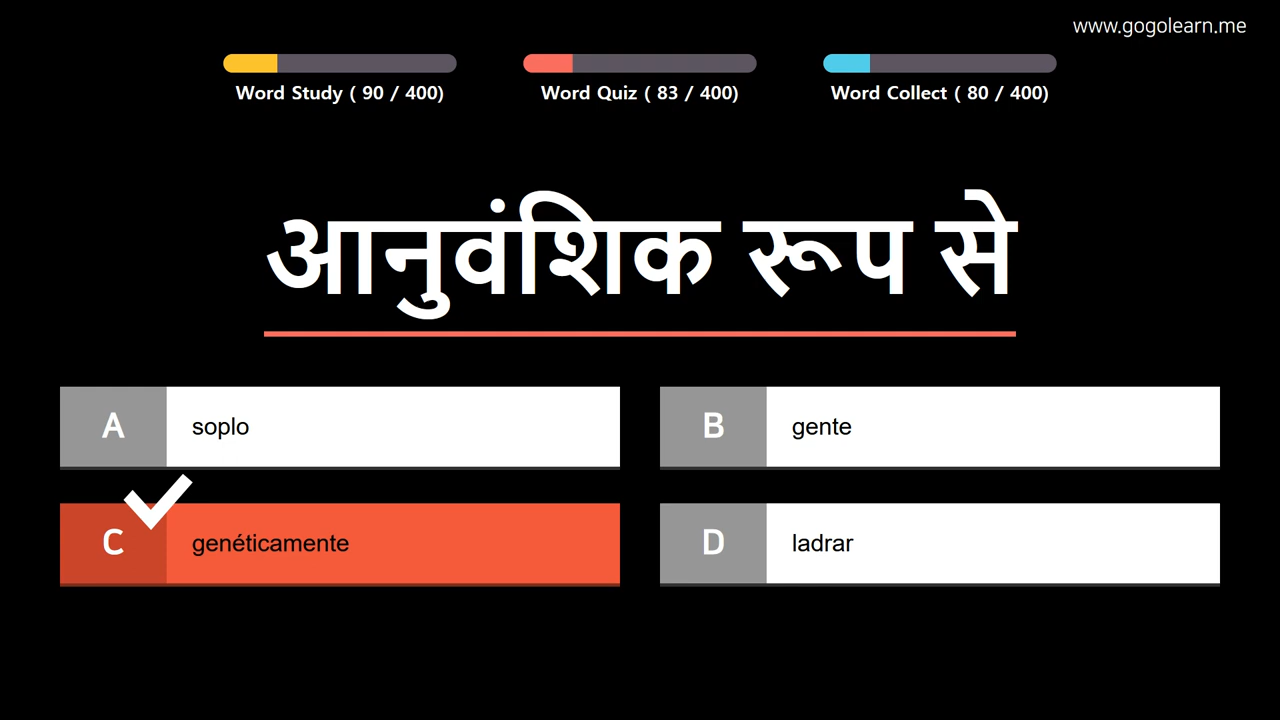 www.gogolearn.me
Word Study ( 90 / 400)
Word Quiz ( 83 / 400)
Word Collect ( 80 / 400)
आनुवंशिक रूप से
A soplo
B gente
C genéticamente
D ladrar